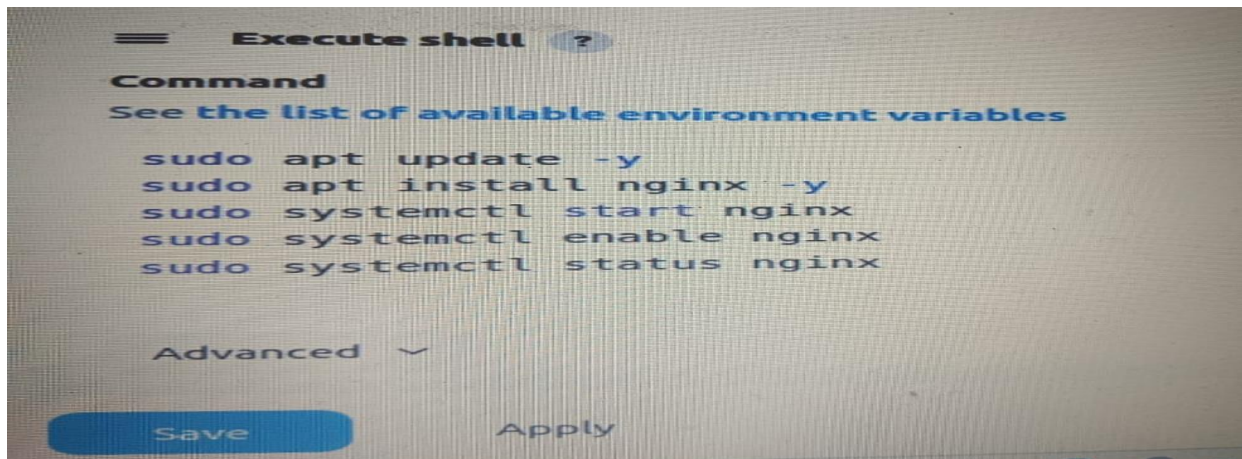 Execute shell ?
Command
See the list of available environment variables
sudo apt update -y
sudo apt install nginx -y
sudo systemctl start nginx
sudo systemctl enable nginx
sudo systemctl status nginx
Advanced
Save Apply